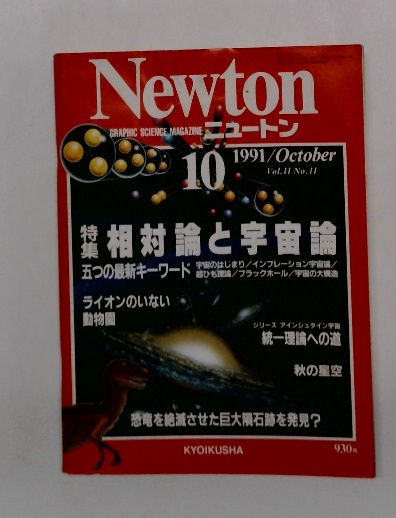 Newton
GRAPHIC SCIENCE MAGAZINE ニュートン
10 1991/October
Vol.11 No.11
特集 相対論と宇宙論
五つの最新キーワード
宇宙のはじまり/インフレーション宇宙論/
超ひも理論/ブラックホール/宇宙の大構造
ライオンのいない
動物園
シリーズ アインシュタイン宇宙
統一理論への道
秋の星空
恐竜を絶滅させた巨大隕石跡を発見?
KYOIKUSHA
930円